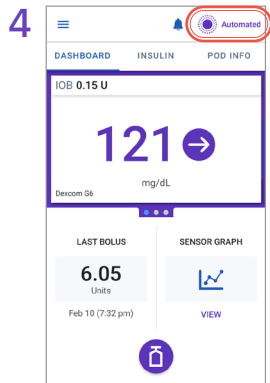 4
Automated
DASHBOARD INSULIN POD INFO
IOB 0.15 U
121
mg/dL
Dexcom G6
LAST BOLUS SENSOR GRAPH
6.05
Units
Feb 10 (7:32 pm) VIEW